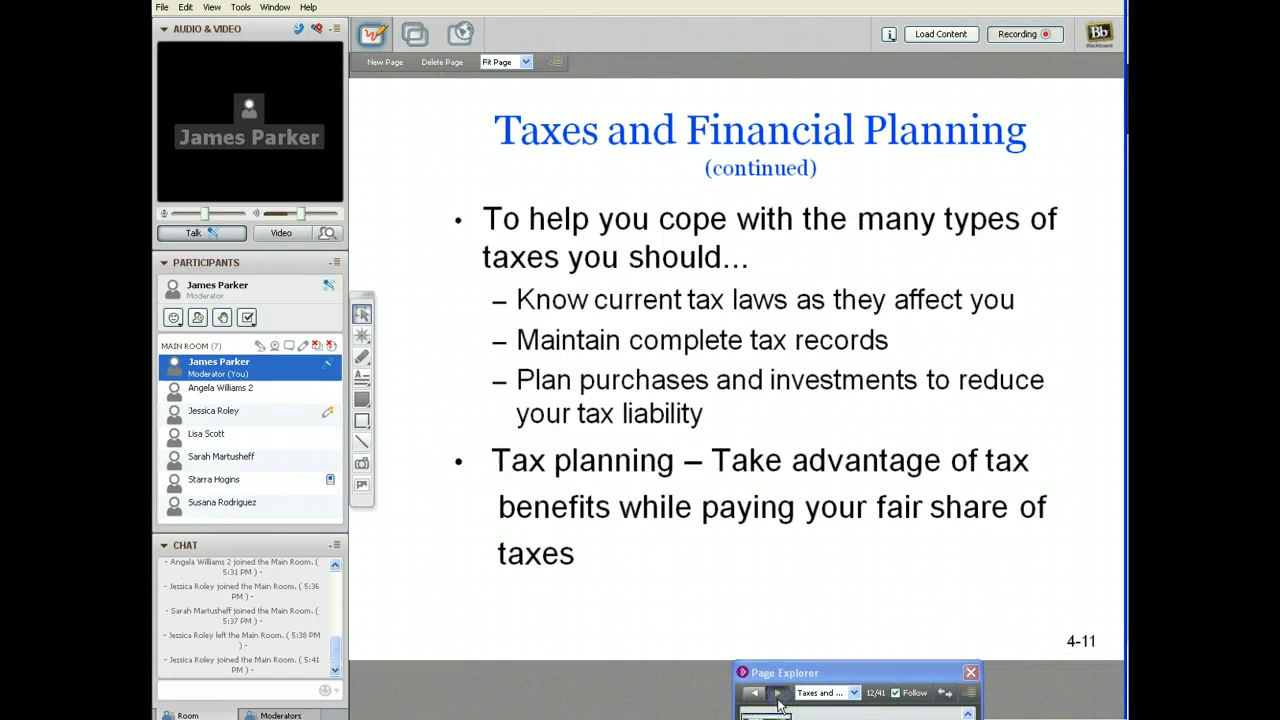 File Edit View Tools Window Help
AUDIO & VIDEO
James Parker
Talk
Video
PARTICIPANTS
James Parker
Moderator
MAIN ROOM (7)
James Parker
Moderator (You)
Angela Williams 2
Jessica Roley
Lisa Scott
Sarah Martusheff
Starra Hogins
Susana Rodriguez
CHAT
- Angela Williams 2 joined the Main Room. (
5:31 PM ) -
- Jessica Roley joined the Main Room. ( 5:36
PM ) -
- Sarah Martusheff joined the Main Room. (
5:37 PM ) -
- Jessica Roley left the Main Room. ( 5:38 PM
) -
- Jessica Roley joined the Main Room. ( 5:41
PM ) -
Room
Moderators
Load Content
Recording
Bb
Blackboard
New Page Delete Page Fit Page
Taxes and Financial Planning
(continued)
• To help you cope with the many types of
taxes you should...
– Know current tax laws as they affect you
– Maintain complete tax records
– Plan purchases and investments to reduce
your tax liability
• Tax planning – Take advantage of tax
benefits while paying your fair share of
taxes
4-11
Page Explorer
Taxes and ... 12/41 Follow